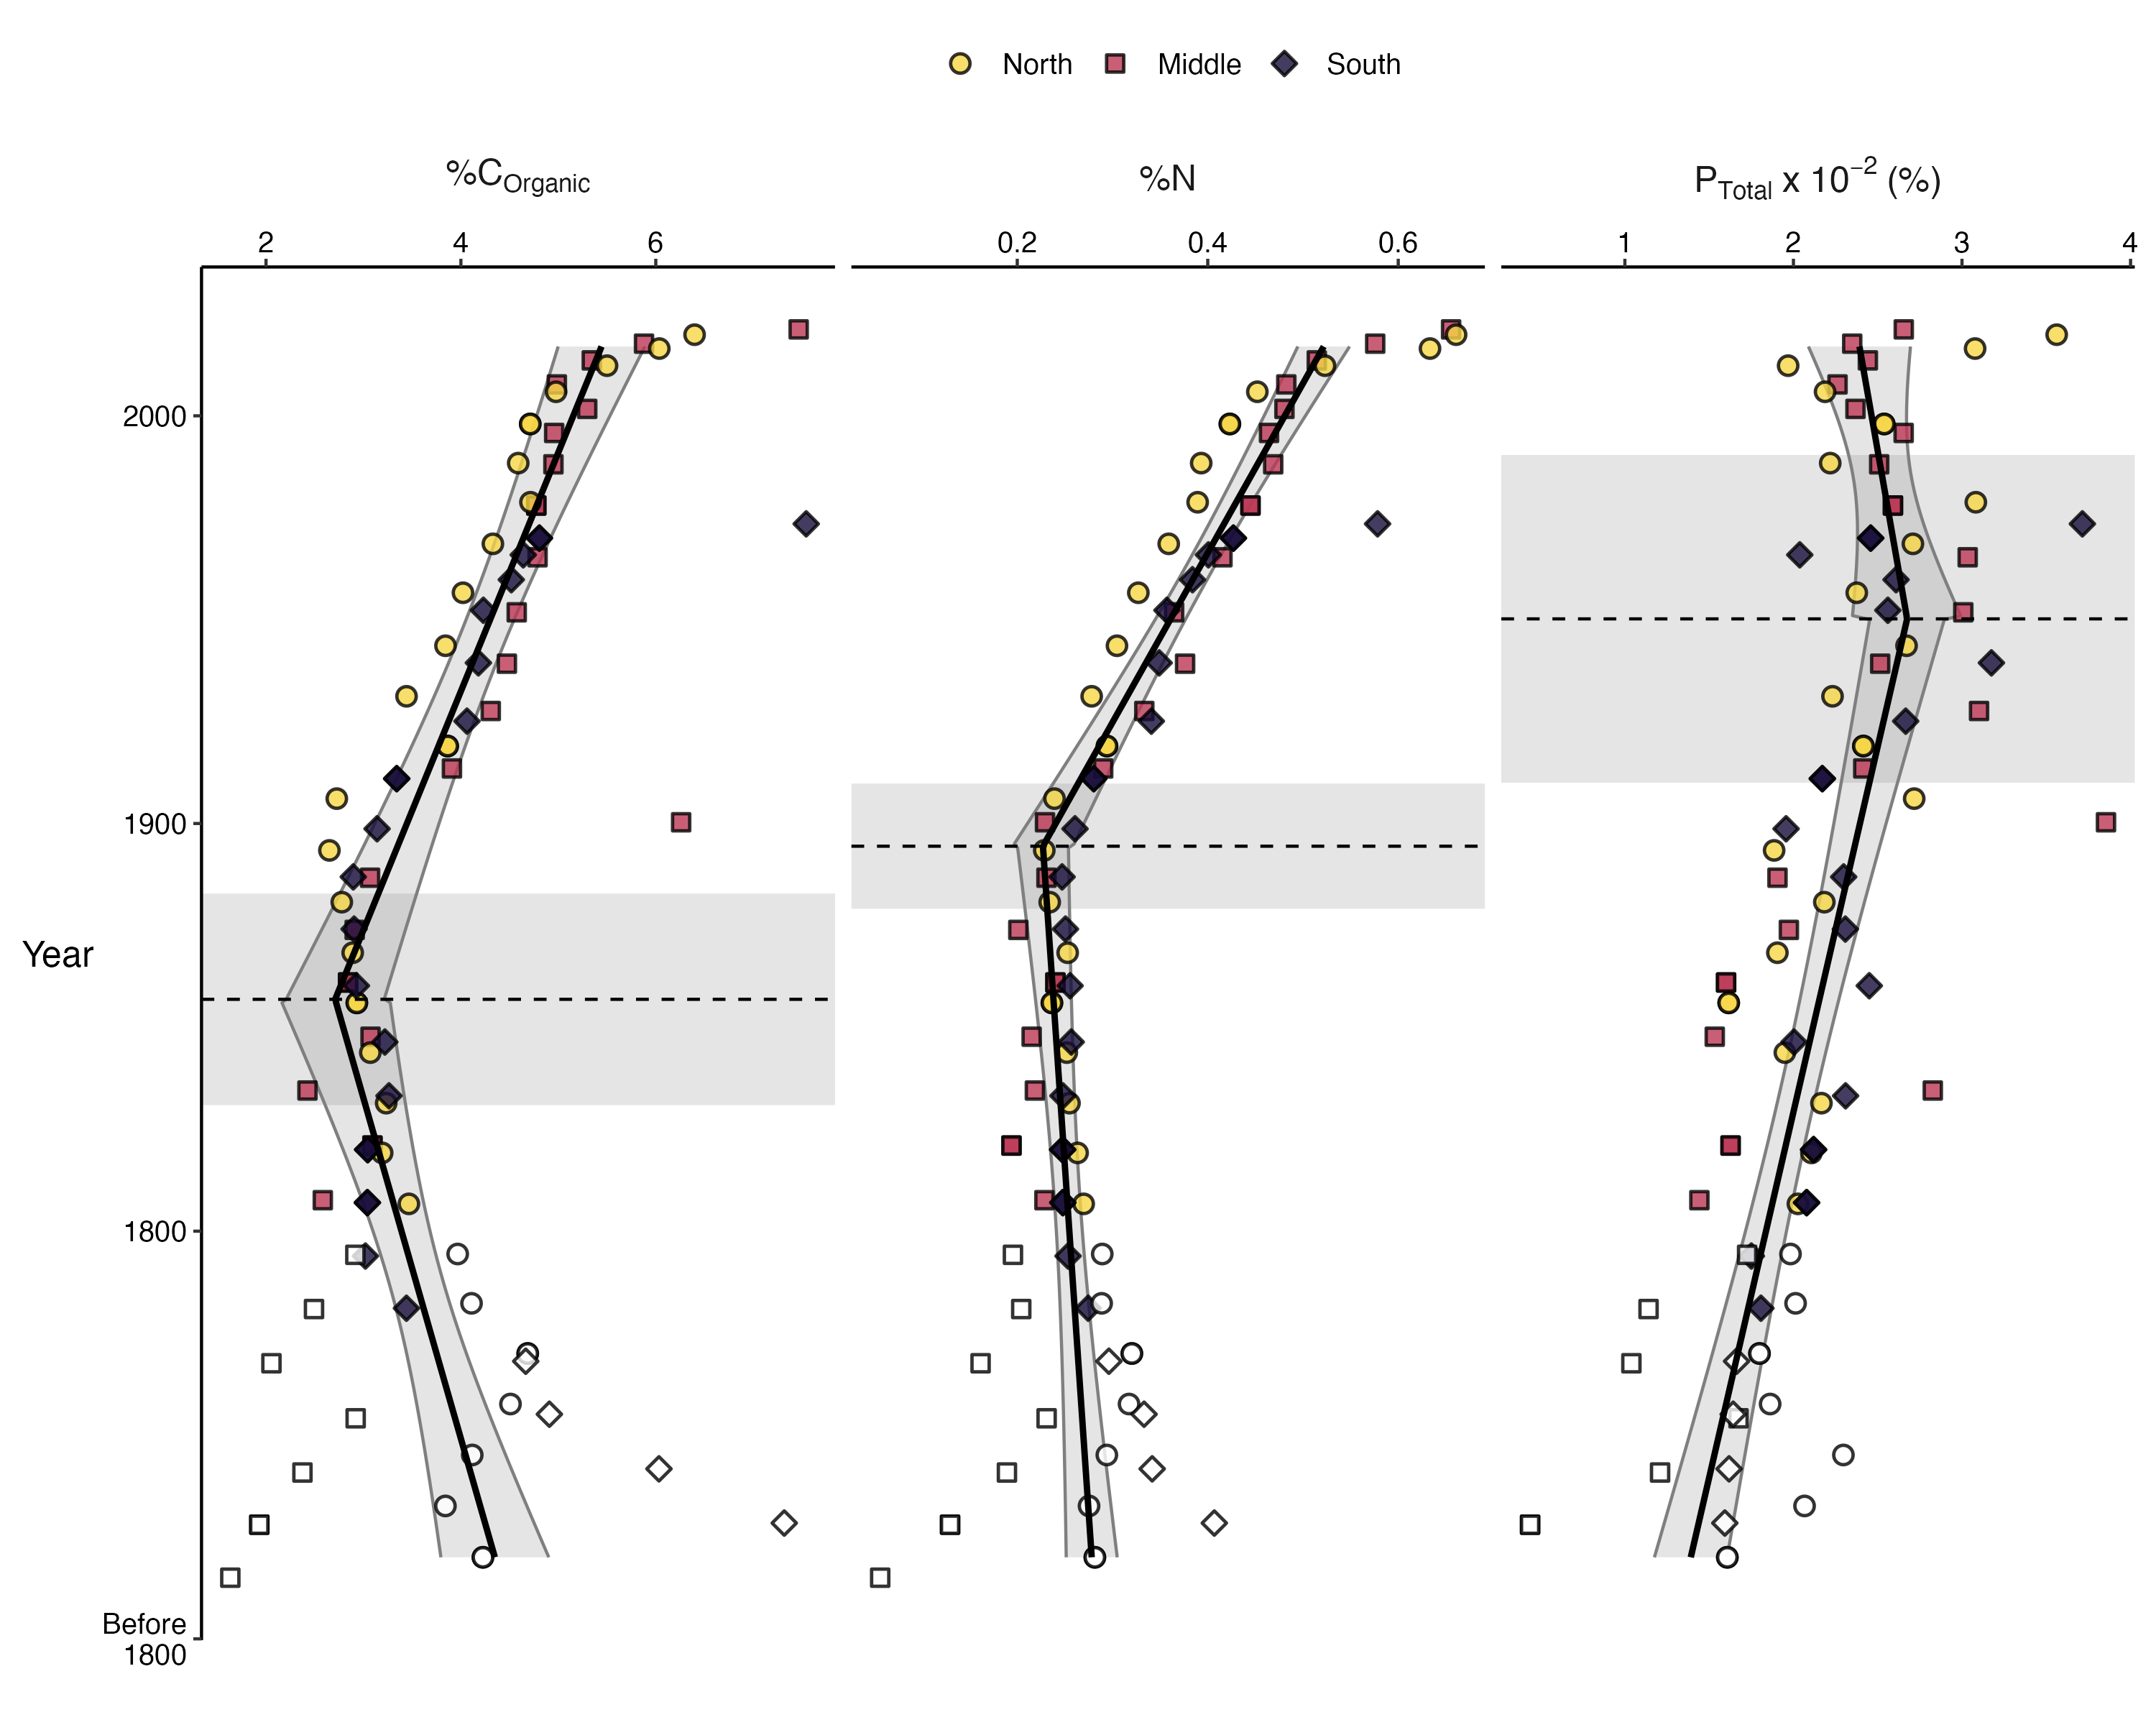 North Middle South
%C_Organic %N P_Total x 10^−2 (%)
2 4 6 0.2 0.4 0.6 1 2 3 4
2000
1900
Year
1800
Before
1800